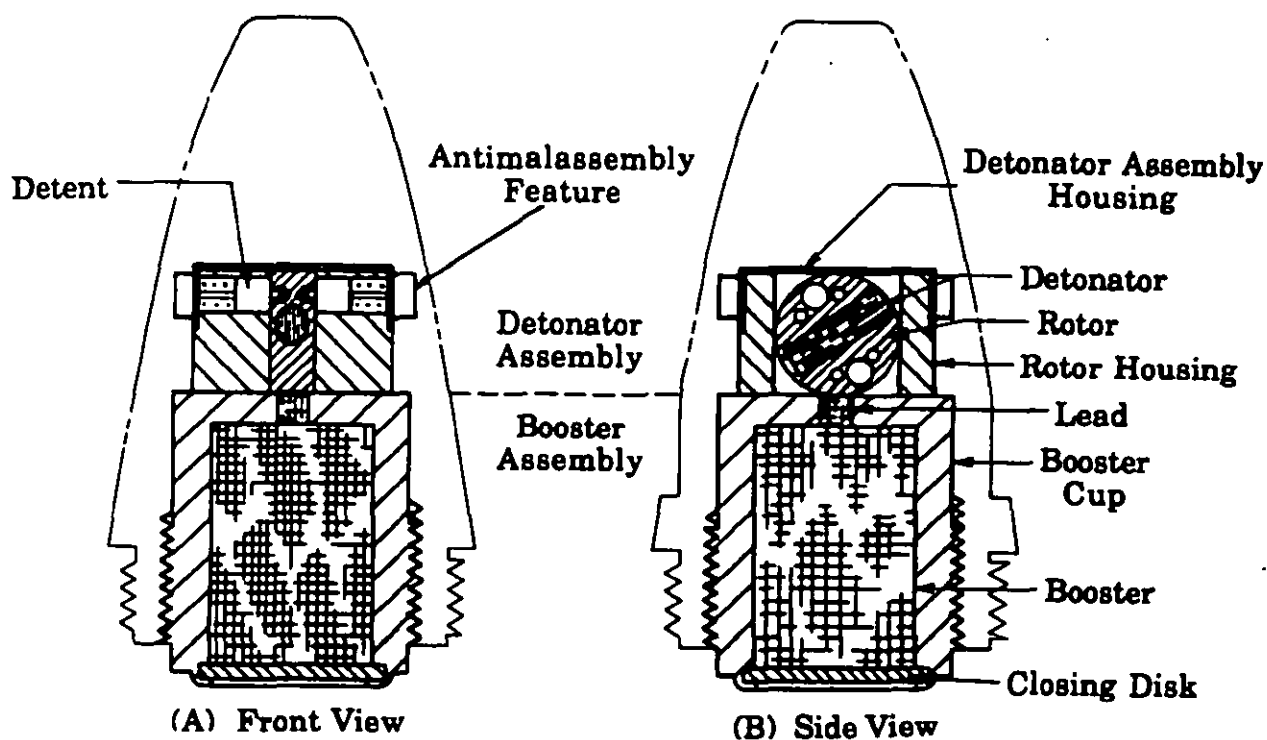 Detent
Antimalassembly
Feature
Detonator
Assembly
Booster
Assembly
Detonator Assembly
Housing
Detonator
Rotor
Rotor Housing
Lead
Booster
Cup
Booster
Closing Disk
(A) Front View
(B) Side View